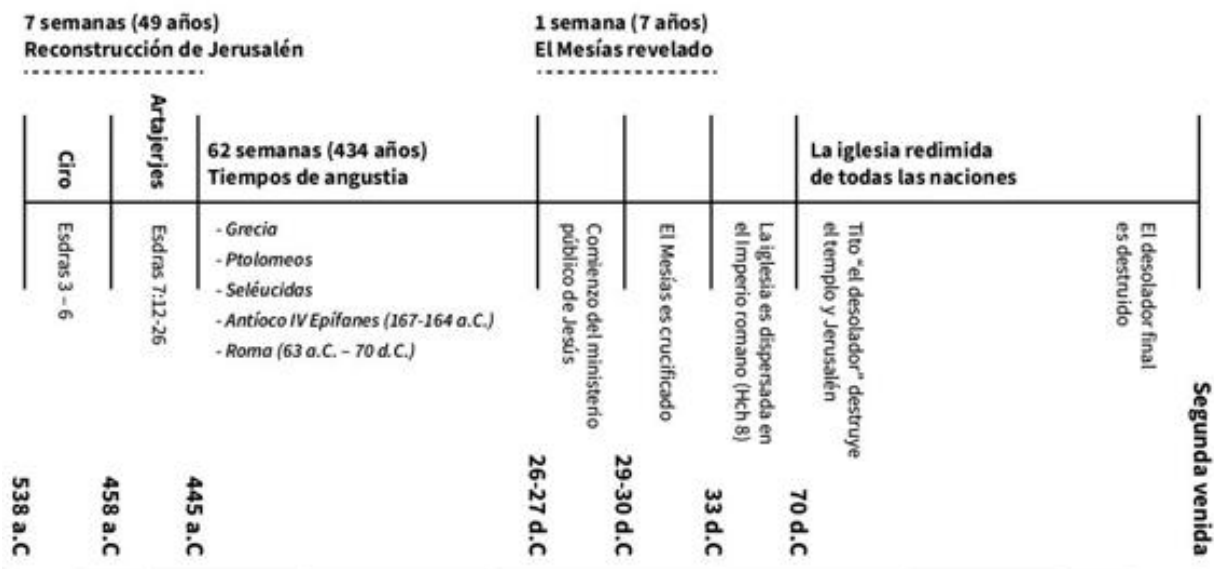 7 semanas (49 años)
Reconstrucción de Jerusalén
1 semana (7 años)
El Mesías revelado
Ciro
Artajerjes
62 semanas (434 años)
Tiempos de angustia
La iglesia redimida
de todas las naciones
Esdras 3 – 6
Esdras 7:12-26
- Grecia
- Ptolomeos
- Seléucidas
- Antíoco IV Epífanes (167-164 a.C.)
- Roma (63 a.C. – 70 d.C.)
Comienzo del ministerio
público de Jesús
El Mesías es crucificado
La iglesia es dispersada en
el Imperio romano (Hch 8)
Tito "el desolador" destruye
el templo y Jerusalén
El desolador final
es destruido
538 a.C
458 a.C
445 a.C
26-27 d.C
29-30 d.C
33 d.C
70 d.C
Segunda venida